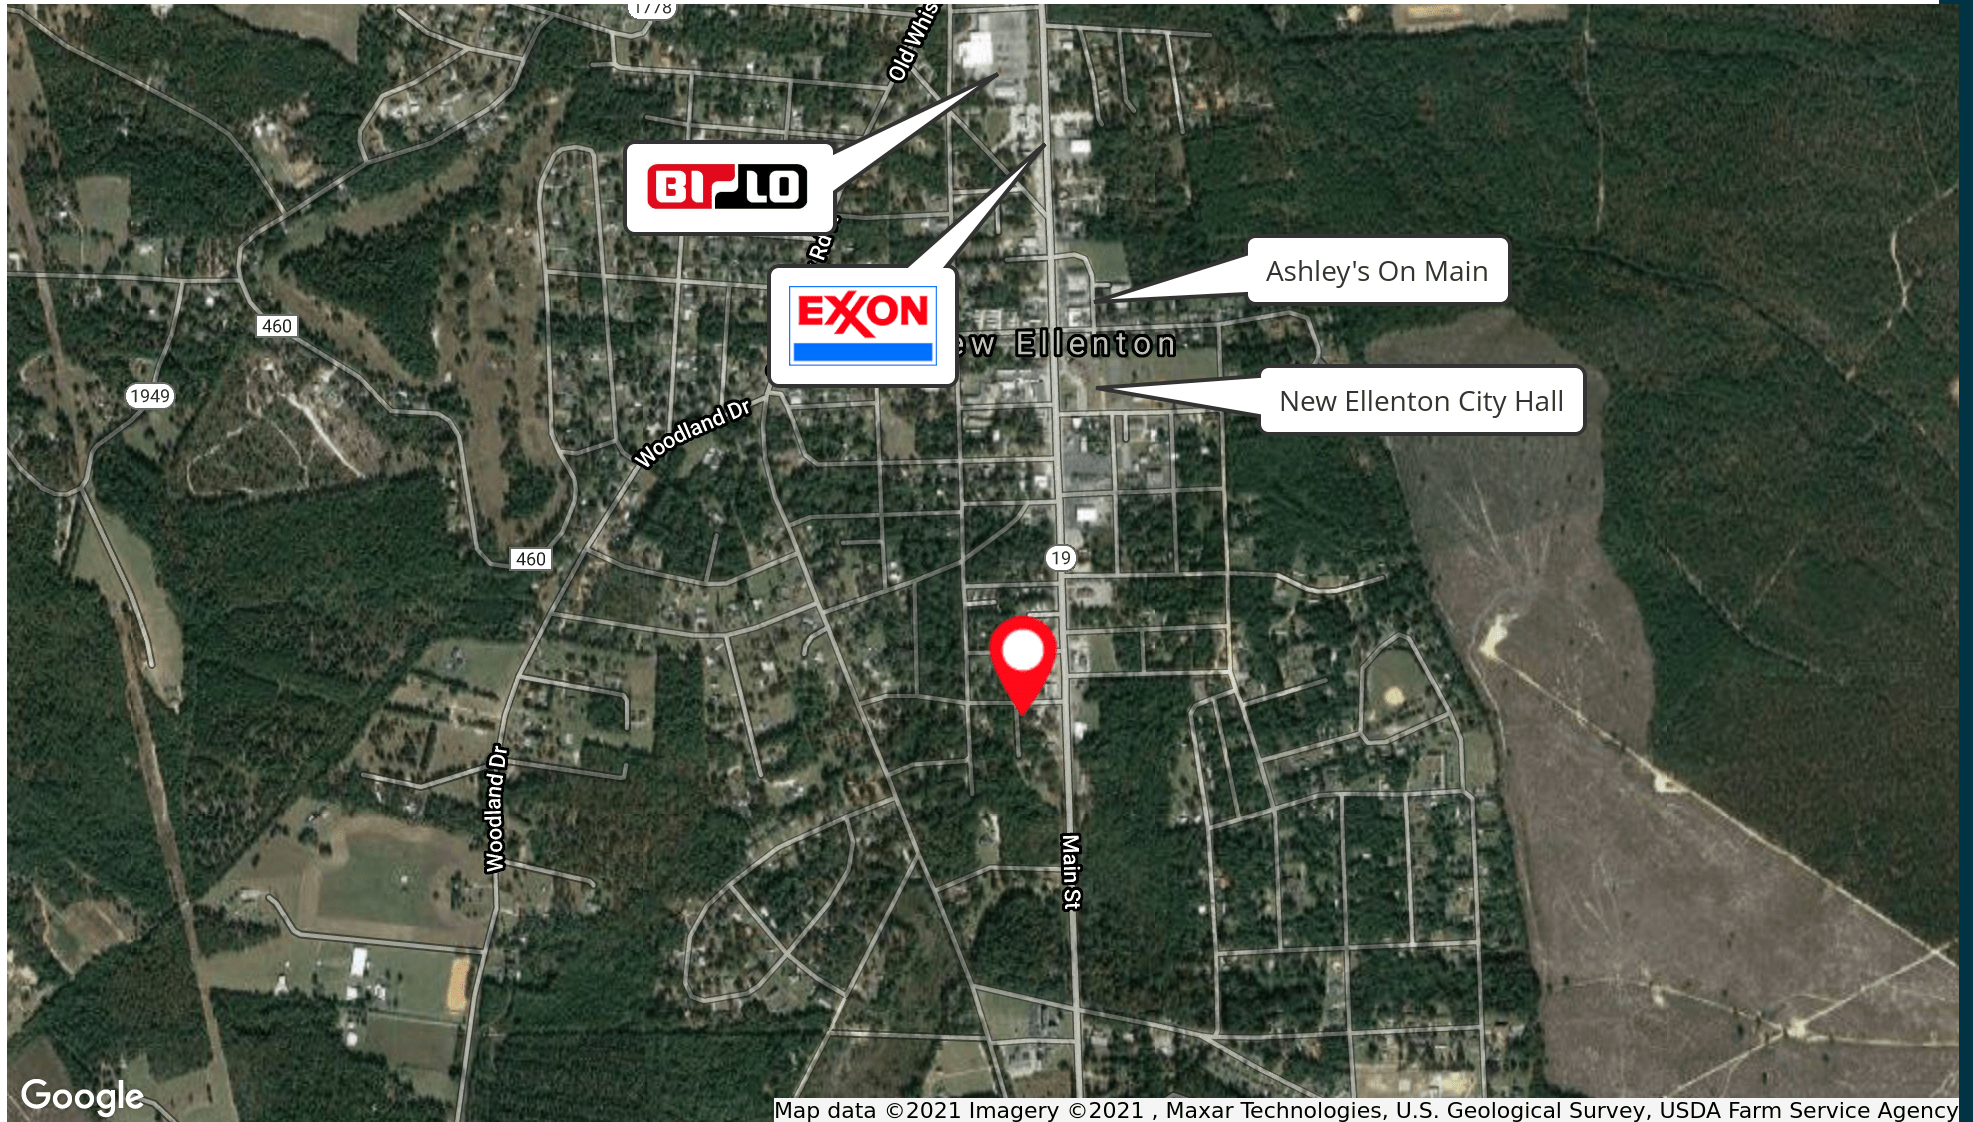 1778
Old Whis
BI-LO
Rd
Ashley's On Main
EXXON
460
ew Ellenton
1949
New Ellenton City Hall
Woodland Dr
460
19
Woodland Dr
Main St
Google
Map data ©2021 Imagery ©2021 , Maxar Technologies, U.S. Geological Survey, USDA Farm Service Agency